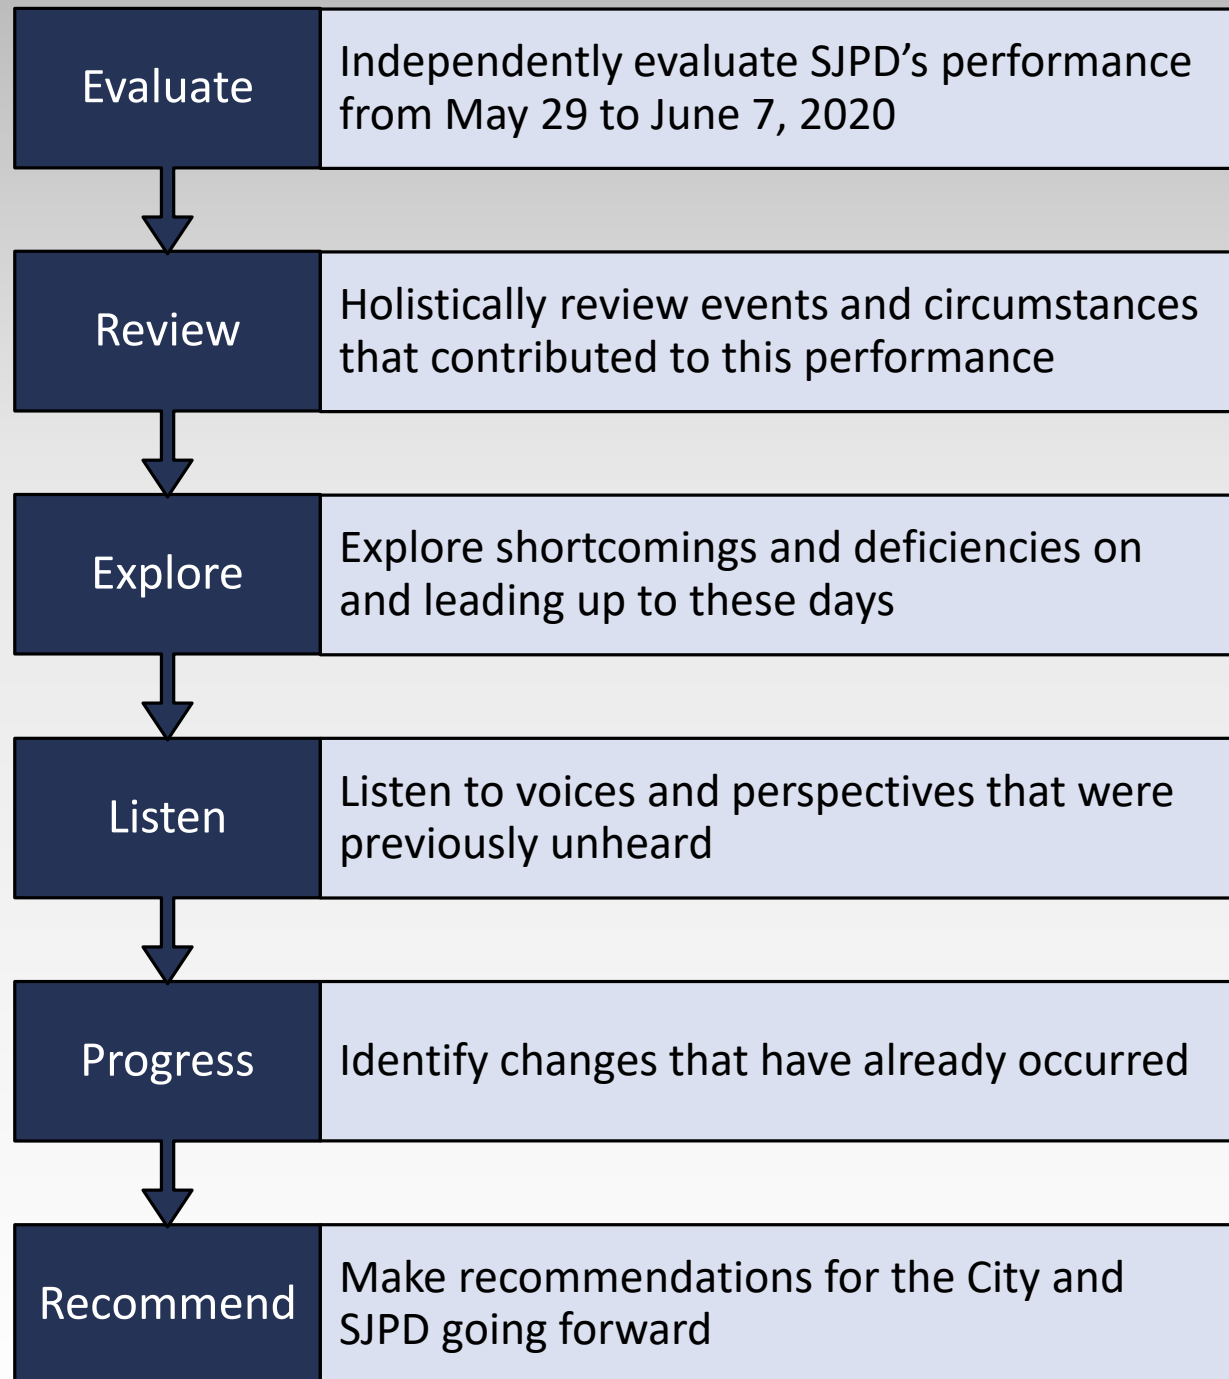 Evaluate
Independently evaluate SJPD’s performance
from May 29 to June 7, 2020
Review
Holistically review events and circumstances
that contributed to this performance
Explore
Explore shortcomings and deficiencies on
and leading up to these days
Listen
Listen to voices and perspectives that were
previously unheard
Progress
Identify changes that have already occurred
Recommend
Make recommendations for the City and
SJPD going forward